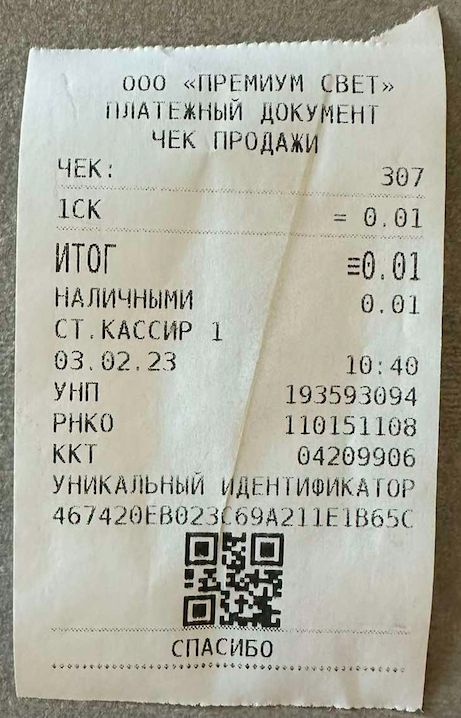 ООО «ПРЕМИУМ СВЕТ»
ПЛАТЕЖНЫЙ ДОКУМЕНТ
ЧЕК ПРОДАЖИ
ЧЕК: 307
1СК = 0.01
ИТОГ =0.01
НАЛИЧНЫМИ 0.01
СТ.КАССИР 1
03.02.23 10:40
УНП 193593094
РНКО 110151108
ККТ 04209906
УНИКАЛЬНЫЙ ИДЕНТИФИКАТОР
467420EB023C69A211E1B65C
СПАСИБО